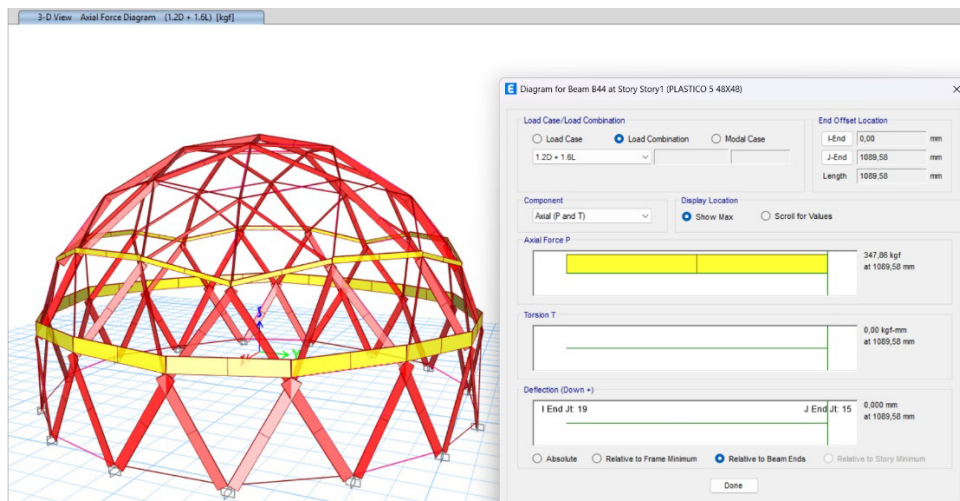 3-D View Axial Force Diagram (1.2D + 1.6L) [kgf]
E Diagram for Beam B44 at Story Story1 (PLASTICO 5 48X48)
Load Case/Load Combination
Load Case Load Combination Modal Case
1.2D + 1.6L
End Offset Location
I-End 0,00 mm
J-End 1089,58 mm
Length 1089,58 mm
Component
Axial (P and T)
Display Location
Show Max Scroll for Values
Axial Force P
347,86 kgf
at 1089,58 mm
Torsion T
0,00 kgf-mm
at 1089,58 mm
Deflection (Down +)
I End Jt: 19 J End Jt: 15
0,000 mm
at 1089,58 mm
Absolute Relative to Frame Minimum Relative to Beam Ends Relative to Story Minimum
Done